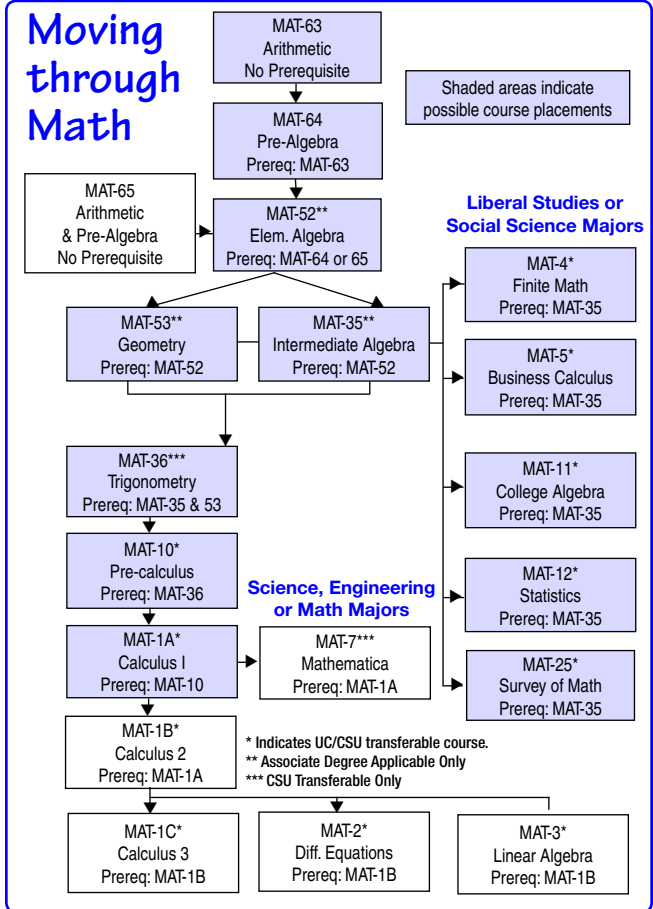 Moving
through
Math
MAT-63
Arithmetic
No Prerequisite
Shaded areas indicate
possible course placements
MAT-64
Pre-Algebra
Prereq: MAT-63
MAT-65
Arithmetic
& Pre-Algebra
No Prerequisite
MAT-52**
Elem. Algebra
Prereq: MAT-64 or 65
Liberal Studies or
Social Science Majors
MAT-4*
Finite Math
Prereq: MAT-35
MAT-53**
Geometry
Prereq: MAT-52
MAT-35**
Intermediate Algebra
Prereq: MAT-52
MAT-5*
Business Calculus
Prereq: MAT-35
MAT-36***
Trigonometry
Prereq: MAT-35 & 53
MAT-11*
College Algebra
Prereq: MAT-35
MAT-10*
Pre-calculus
Prereq: MAT-36
MAT-12*
Statistics
Prereq: MAT-35
Science, Engineering
or Math Majors
MAT-1A*
Calculus I
Prereq: MAT-10
MAT-7***
Mathematica
Prereq: MAT-1A
MAT-25*
Survey of Math
Prereq: MAT-35
MAT-1B*
Calculus 2
Prereq: MAT-1A
* Indicates UC/CSU transferable course.
** Associate Degree Applicable Only
*** CSU Transferable Only
MAT-1C*
Calculus 3
Prereq: MAT-1B
MAT-2*
Diff. Equations
Prereq: MAT-1B
MAT-3*
Linear Algebra
Prereq: MAT-1B